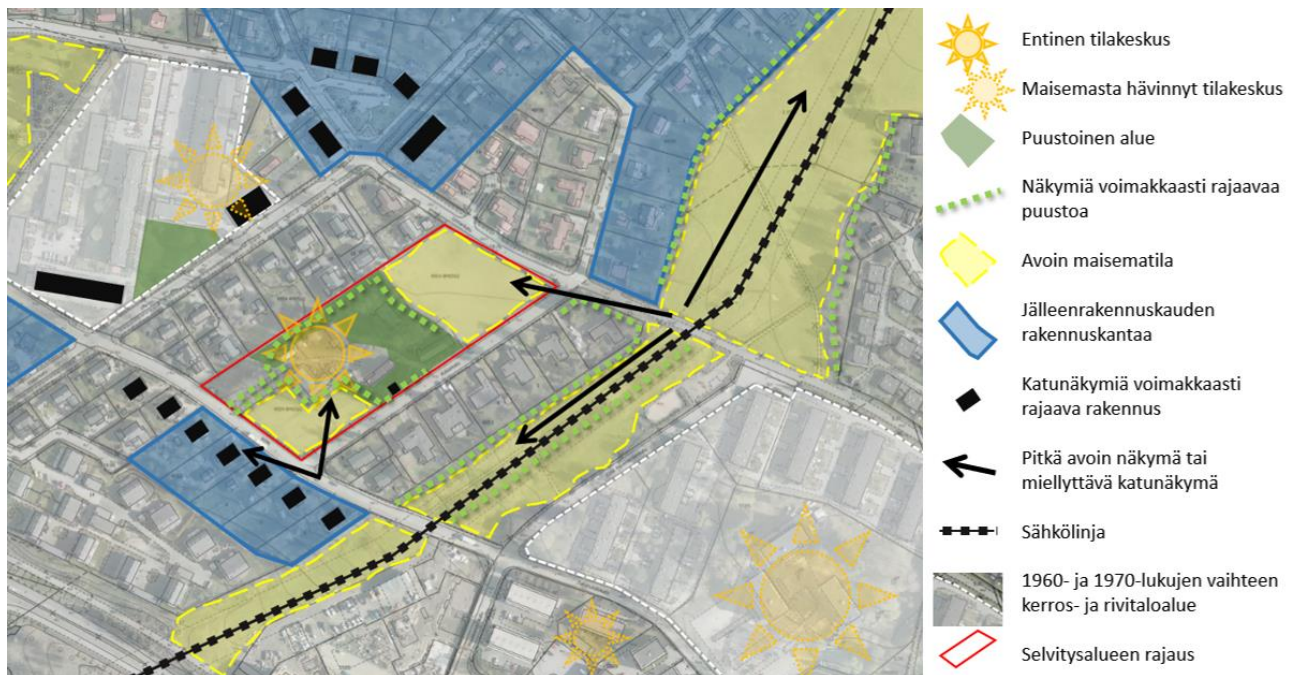 Entinen tilakeskus
Maisemasta hävinnyt tilakeskus
Puustoinen alue
Näkymiä voimakkaasti rajaavaa
puustoa
Avoin maisematila
Jälleenrakennuskauden
rakennuskantaa
Katunäkymiä voimakkaasti
rajaava rakennus
Pitkä avoin näkymä tai
miellyttävä katunäkymä
Sähkölinja
1960- ja 1970-lukujen vaihteen
kerros- ja rivitaloalue
Selvitysalueen rajaus